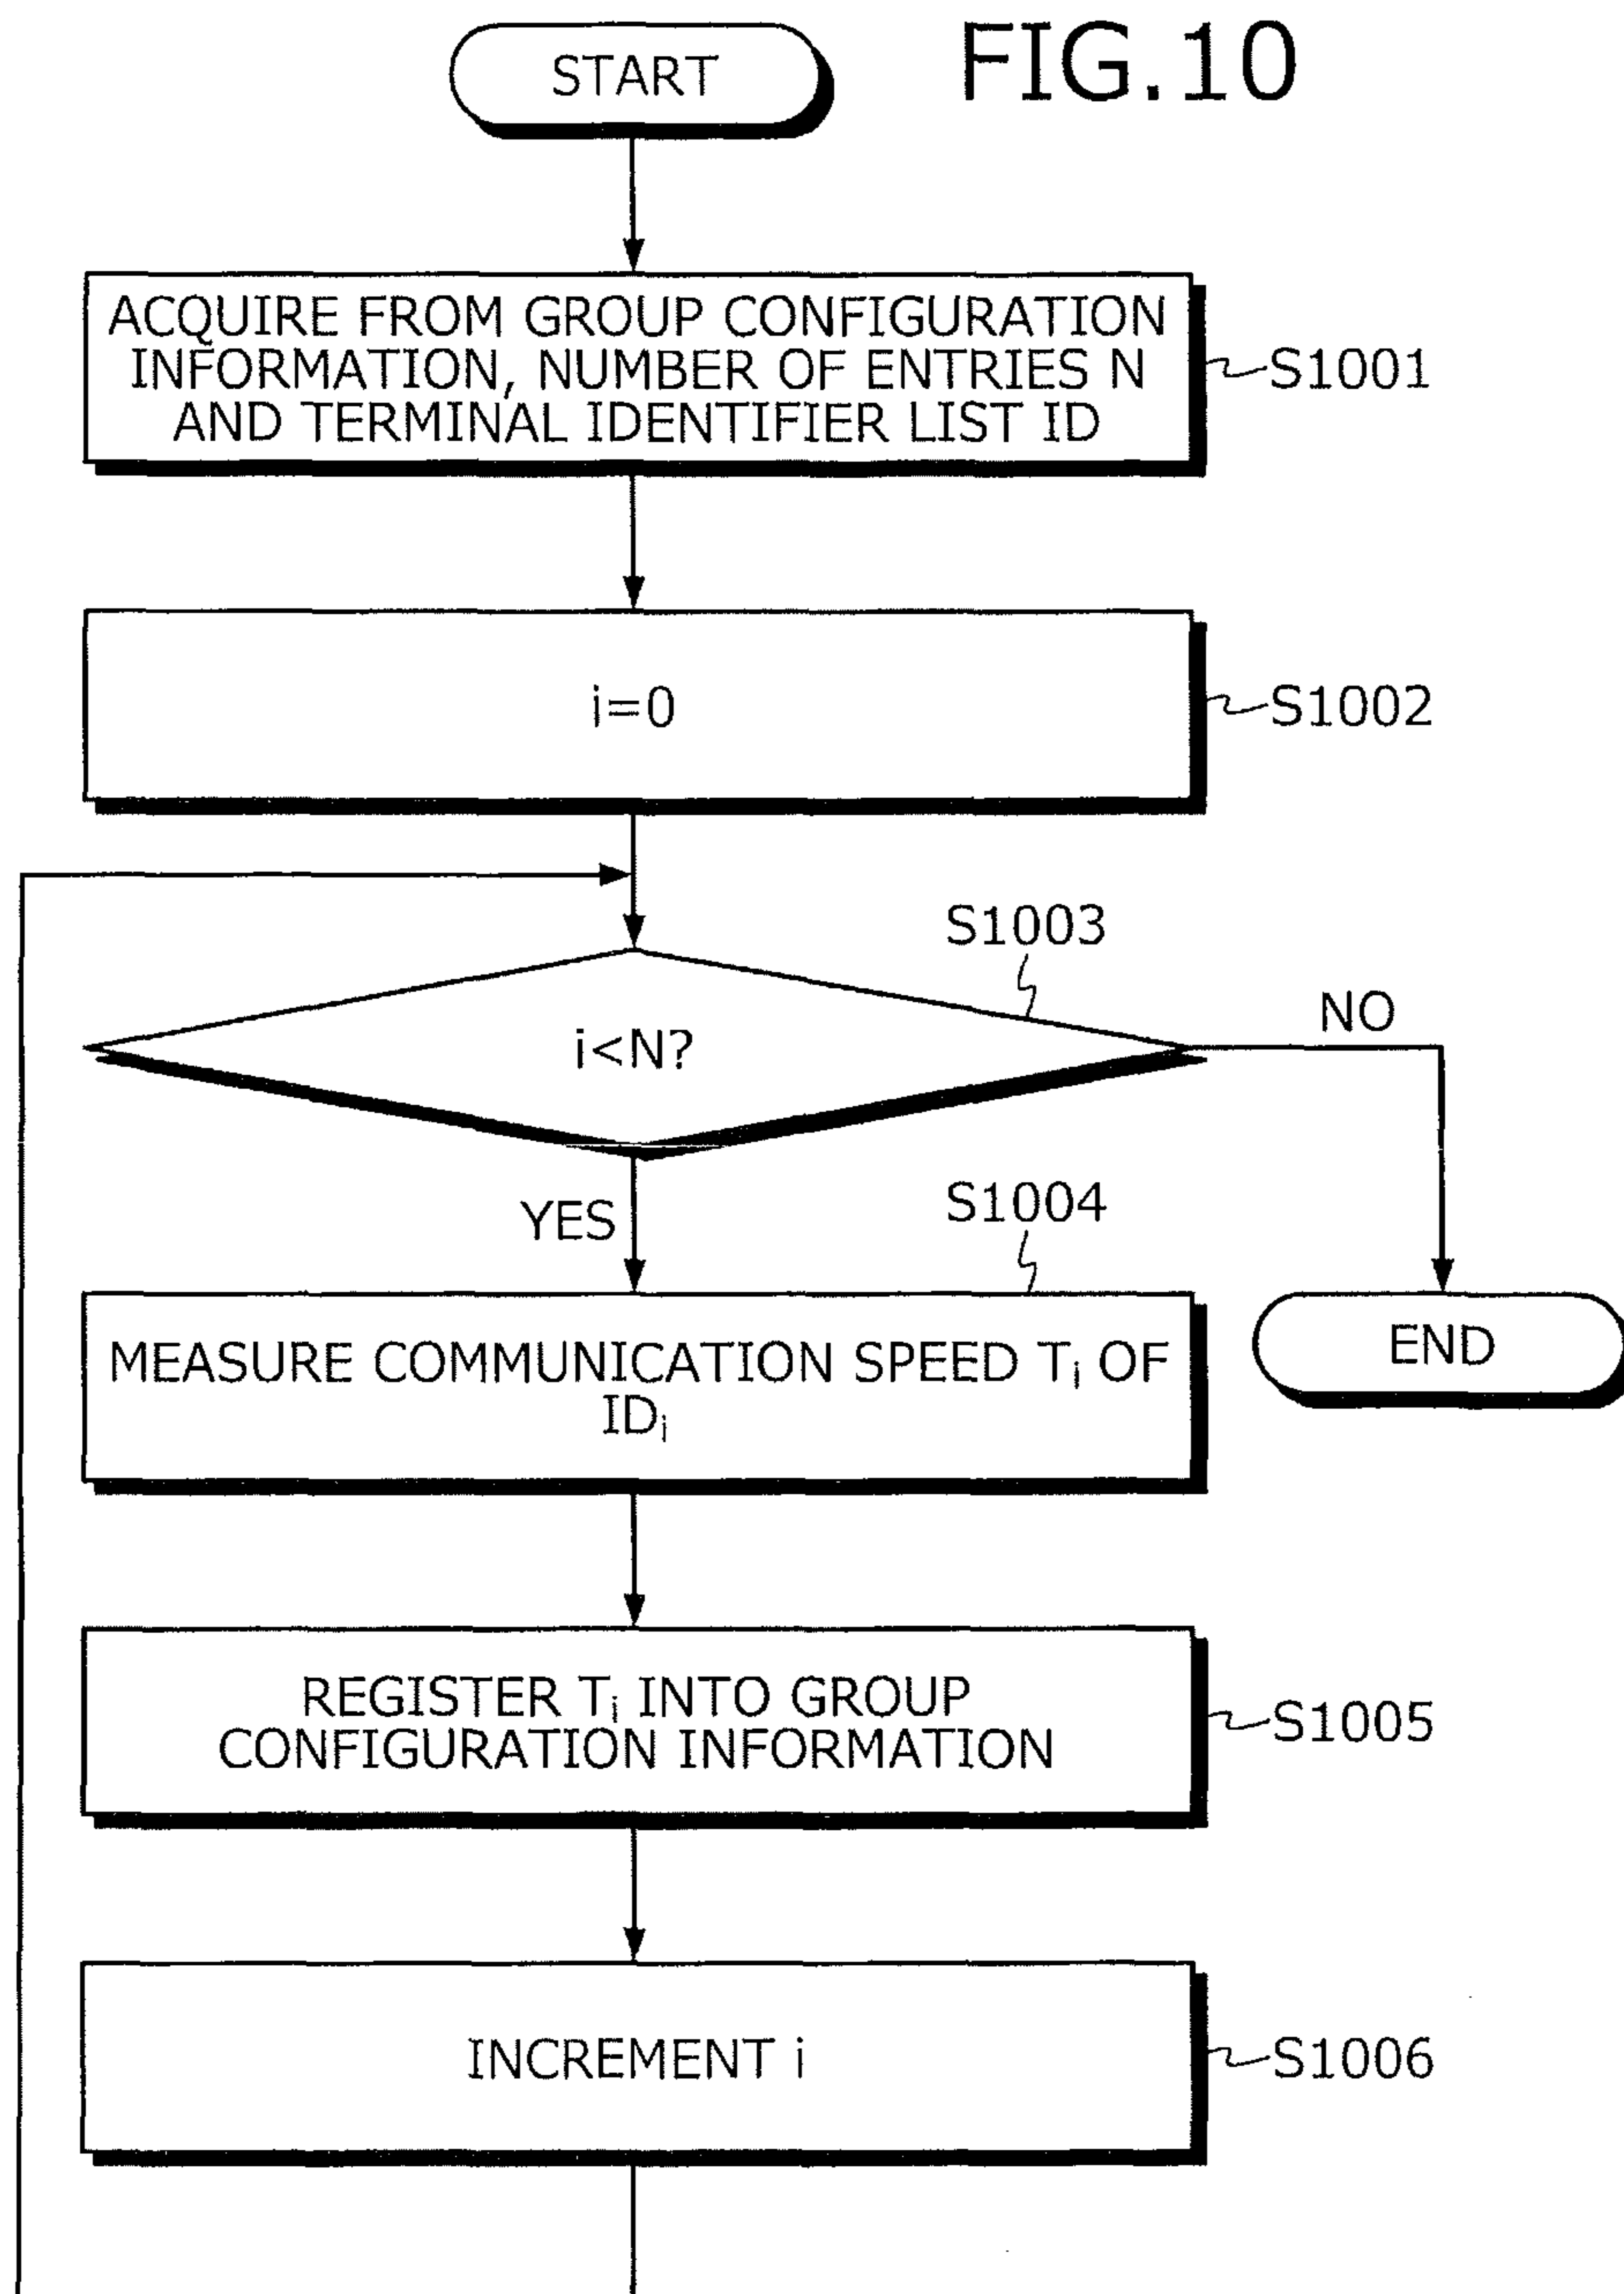 FIG.10
START
ACQUIRE FROM GROUP CONFIGURATION
INFORMATION, NUMBER OF ENTRIES N
AND TERMINAL IDENTIFIER LIST ID
S1001
i=0
S1002
S1003
i<N?
NO
YES
S1004
MEASURE COMMUNICATION SPEED Tᵢ OF
IDᵢ
END
REGISTER Tᵢ INTO GROUP
CONFIGURATION INFORMATION
S1005
INCREMENT i
S1006